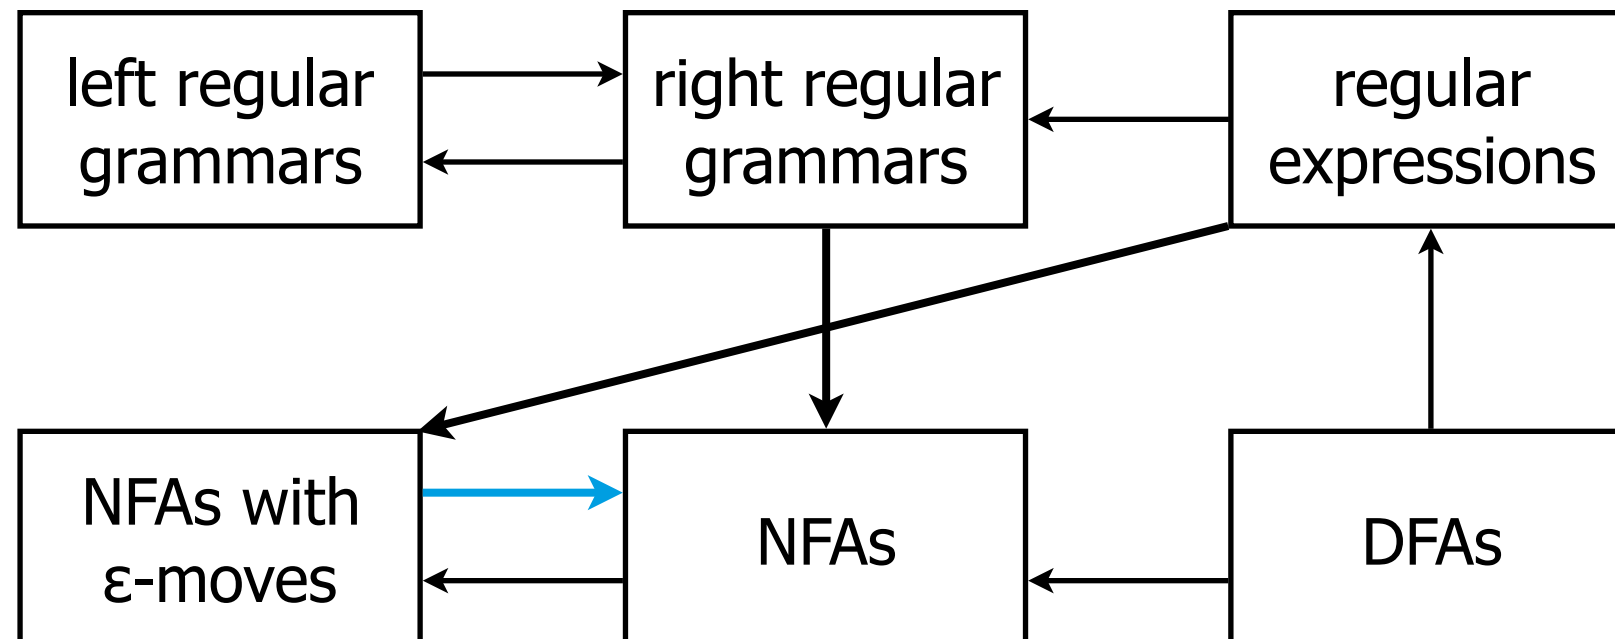 left regular
grammars
right regular
grammars
regular
expressions
NFAs with
ε-moves
NFAs
DFAs